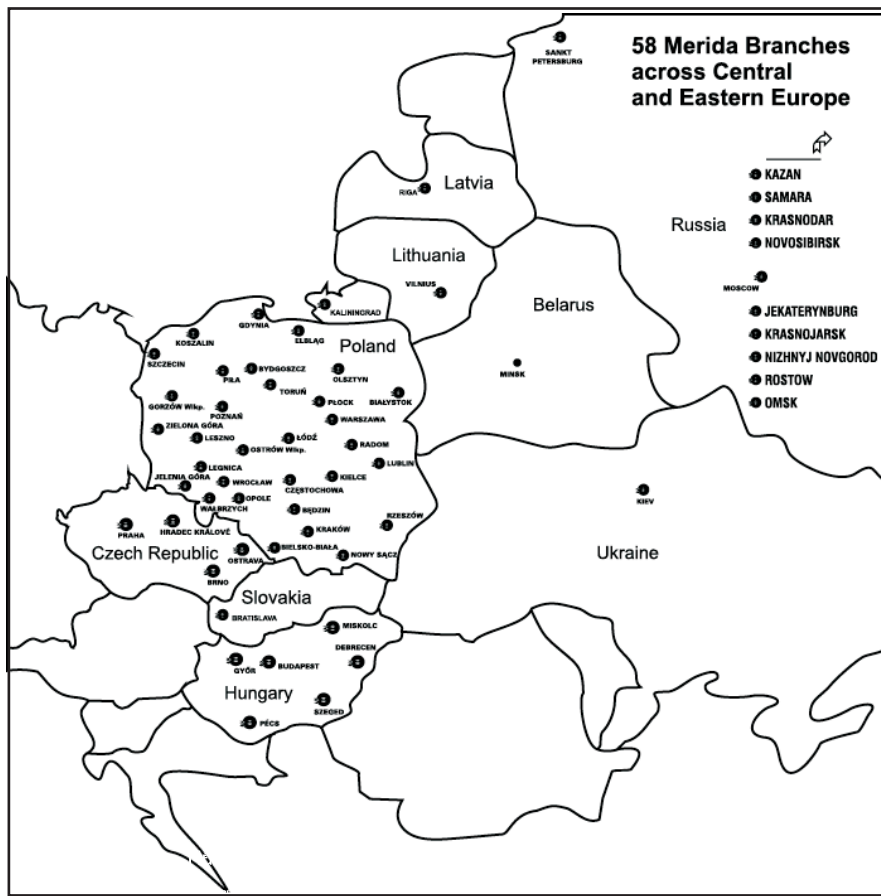 58 Merida Branches
across Central
and Eastern Europe
SANKT
PETERSBURG
KAZAN
SAMARA
KRASNODAR
NOVOSIBIRSK
Russia
MOSCOW
JEKATERYNBURG
KRASNOJARSK
NIZHNYJ NOVGOROD
ROSTOW
OMSK
RIGA
Latvia
Lithuania
VILNIUS
KALININGRAD
Belarus
MINSK
GDYNIA
KOSZALIN
ELBLĄG
Poland
SZCZECIN
PIŁA
BYDGOSZCZ
OLSZTYN
TORUŃ
GORZÓW Wlkp.
POZNAŃ
PŁOCK
BIAŁYSTOK
WARSZAWA
ZIELONA GÓRA
LESZNO
ŁÓDŹ
OSTRÓW Wlkp.
RADOM
LUBLIN
LEGNICA
JELENIA GÓRA
WROCŁAW
CZĘSTOCHOWA
KIELCE
WAŁBRZYCH
OPOLE
BĘDZIN
RZESZÓW
KRAKÓW
BIELSKO-BIAŁA
NOWY SĄCZ
KIEV
Ukraine
PRAHA
HRADEC KRÁLOVÉ
Czech Republic
OSTRAVA
BRNO
Slovakia
BRATISLAVA
MISKOLC
DEBRECEN
GYŐR
BUDAPEST
Hungary
SZEGED
PÉCS